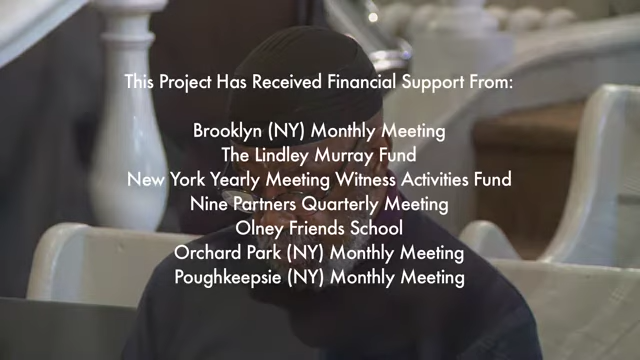 This Project Has Received Financial Support From:
Brooklyn (NY) Monthly Meeting
The Lindley Murray Fund
New York Yearly Meeting Witness Activities Fund
Nine Partners Quarterly Meeting
Olney Friends School
Orchard Park (NY) Monthly Meeting
Poughkeepsie (NY) Monthly Meeting